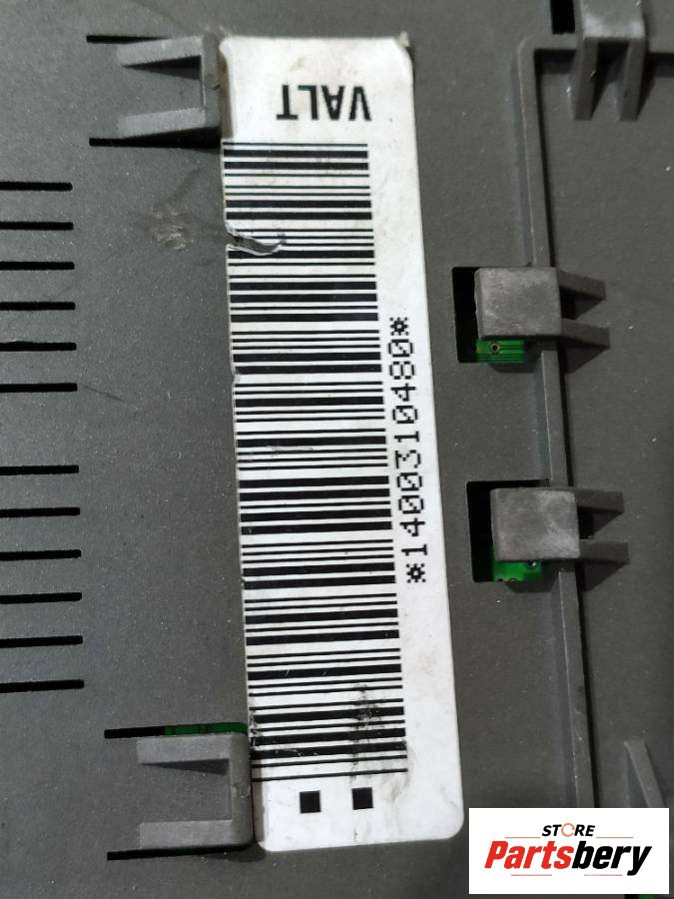 VALT
*1400310480*
STORE
Partsbery